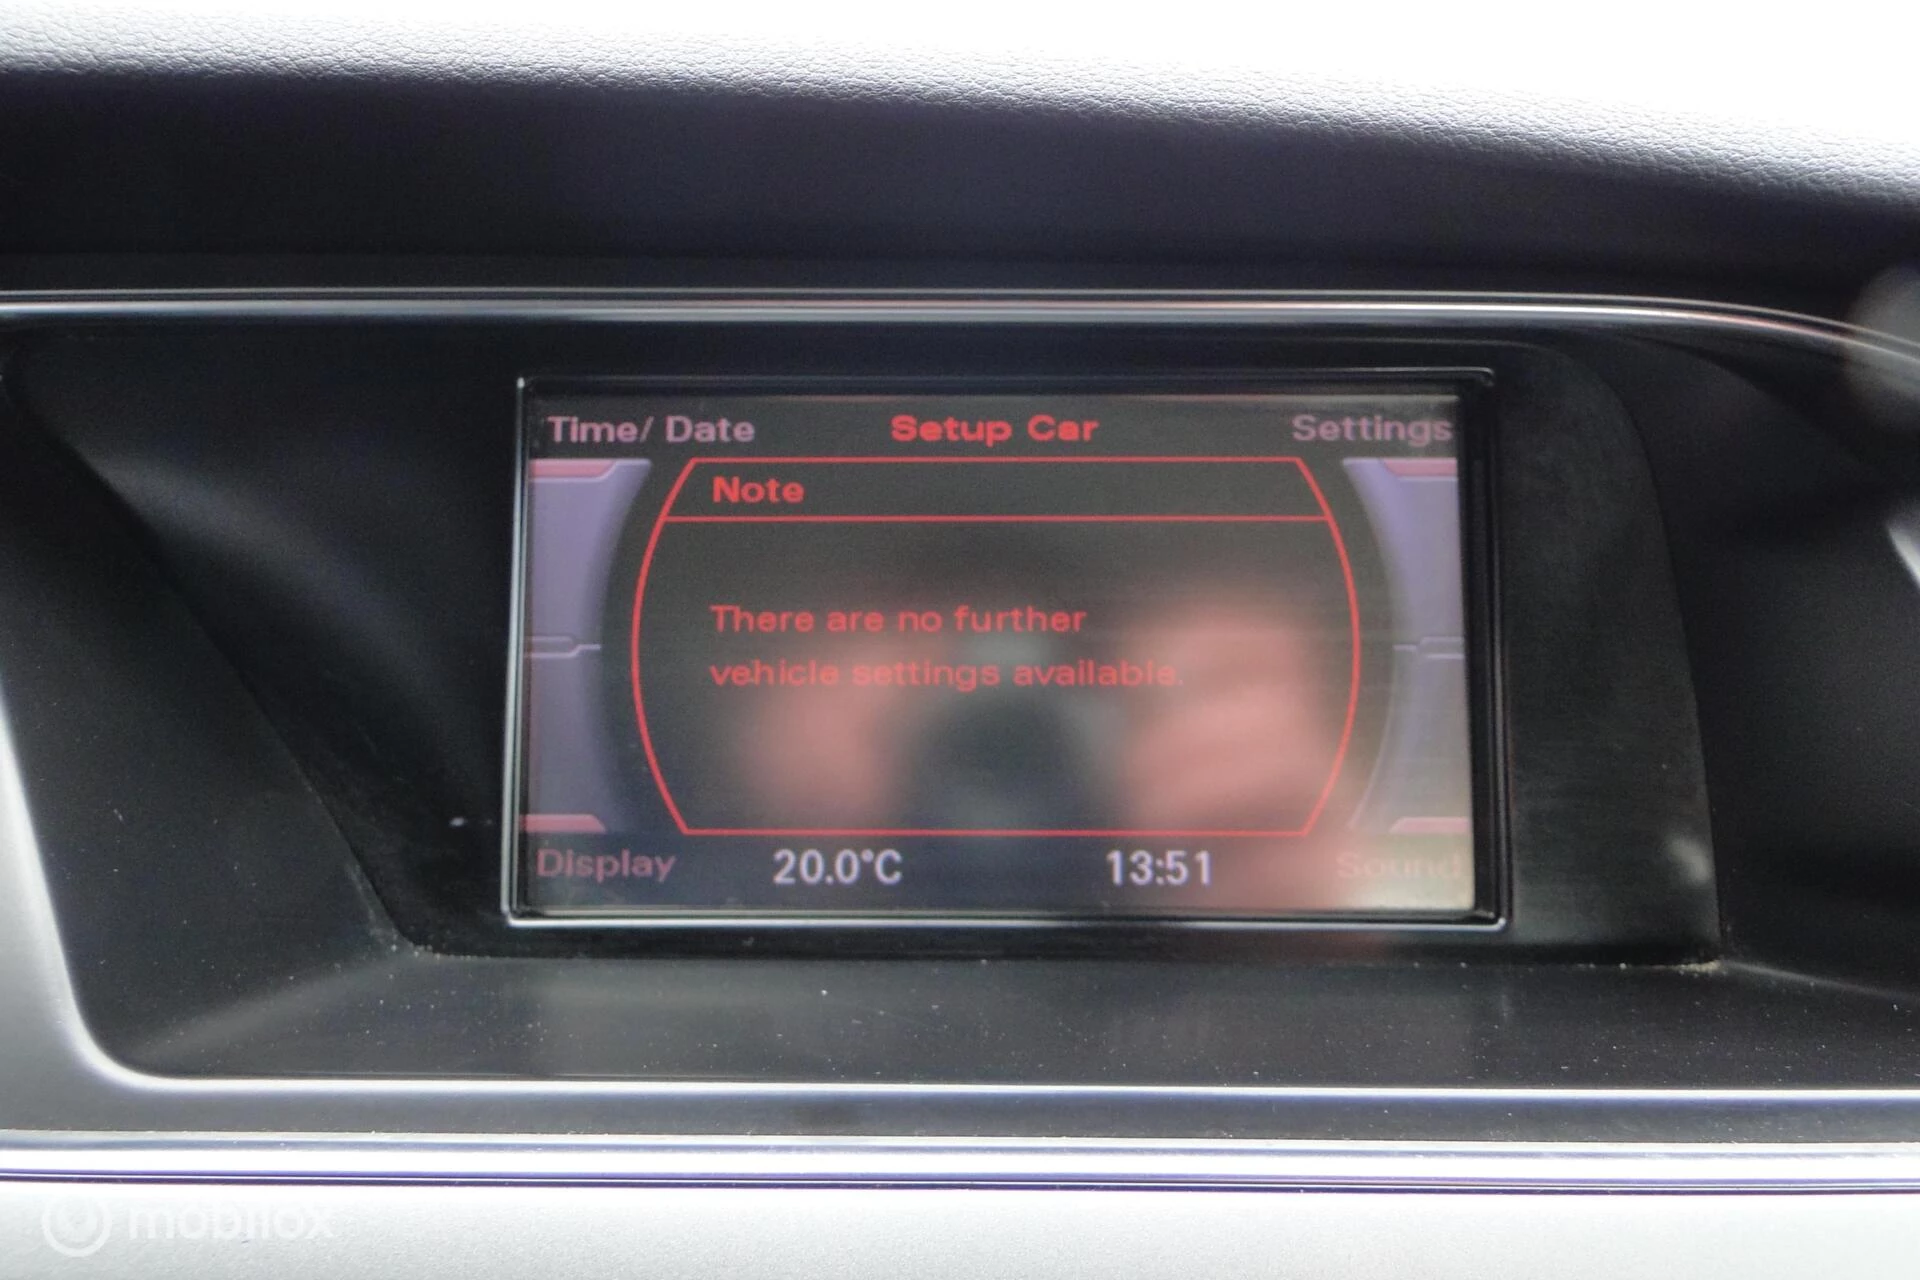 Time/ Date Setup Car Settings
Note
There are no further
vehicle settings available.
Display 20.0°C 13:51 Sound
mobilox